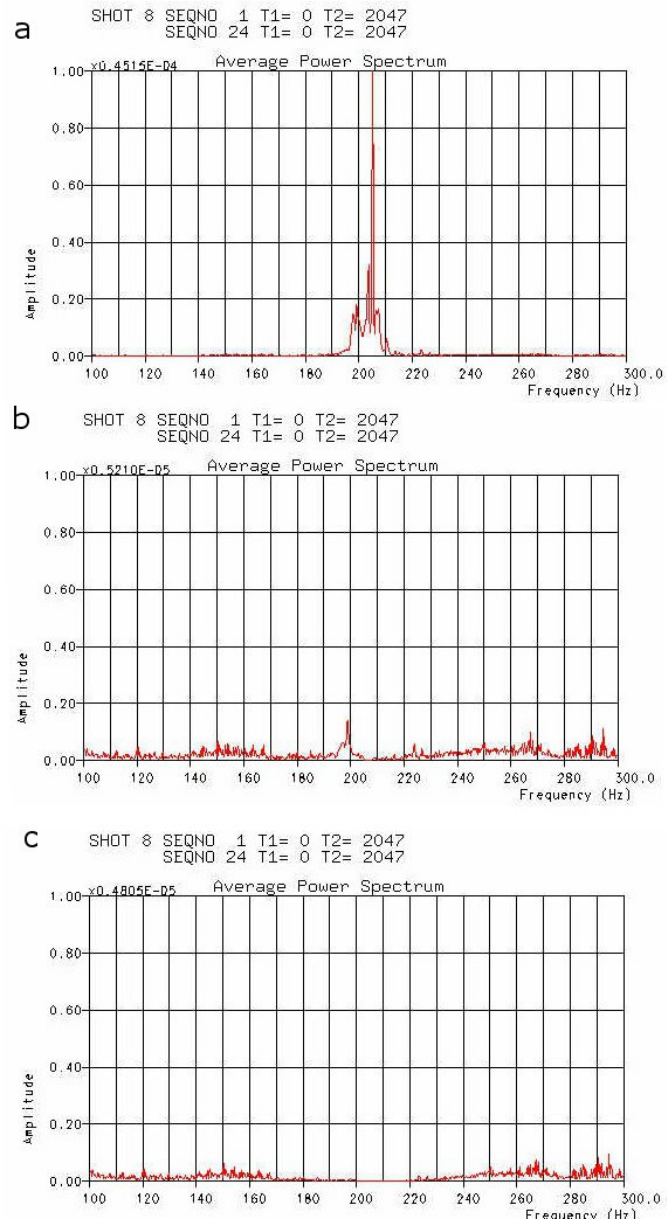 a
SHOT 8 SEQNO 1 T1= 0 T2= 2047
SEQNO 24 T1= 0 T2= 2047
x0.4515E-04 Average Power Spectrum
1.00
0.80
0.60
0.40
0.20
0.00
Amplitude
100 120 140 160 180 200 220 240 260 280 300.0
Frequency (Hz)
b
SHOT 8 SEQNO 1 T1= 0 T2= 2047
SEQNO 24 T1= 0 T2= 2047
x0.5210E-05 Average Power Spectrum
1.00
0.80
0.60
0.40
0.20
0.00
Amplitude
100 120 140 160 180 200 220 240 260 280 300.0
Frequency (Hz)
c
SHOT 8 SEQNO 1 T1= 0 T2= 2047
SEQNO 24 T1= 0 T2= 2047
x0.4805E-05 Average Power Spectrum
1.00
0.80
0.60
0.40
0.20
0.00
Amplitude
100 120 140 160 180 200 220 240 260 280 300.0
Frequency (Hz)